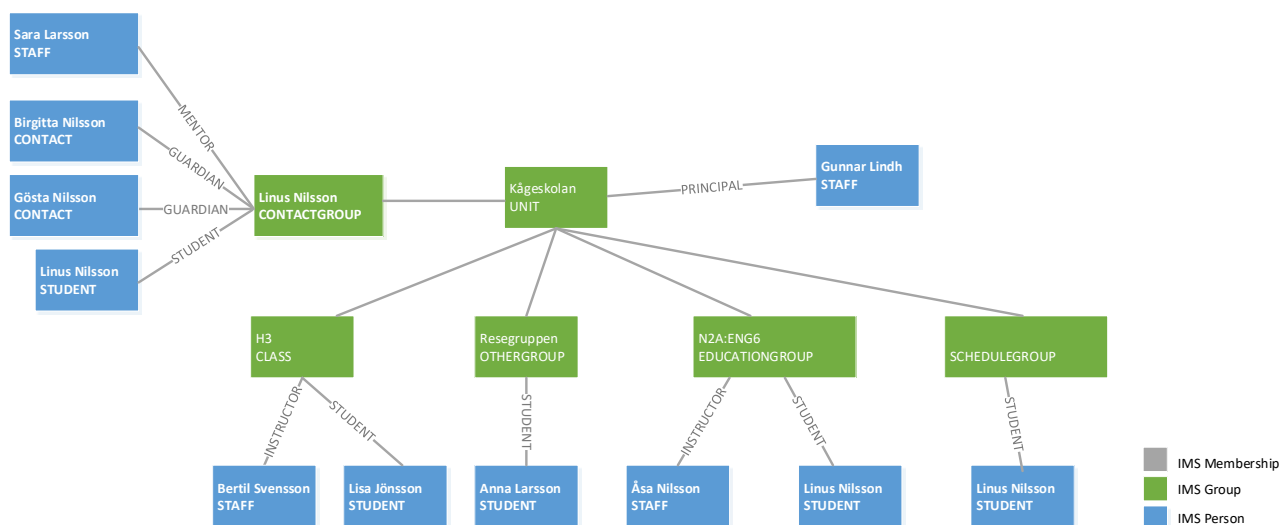 Sara Larsson
STAFF
Birgitta Nilsson
CONTACT
Gösta Nilsson
CONTACT
Linus Nilsson
STUDENT
MENTOR
GUARDIAN
GUARDIAN
STUDENT
Linus Nilsson
CONTACTGROUP
Kågeskolan
UNIT
PRINCIPAL
Gunnar Lindh
STAFF
H3
CLASS
Resegruppen
OTHERGROUP
N2A:ENG6
EDUCATIONGROUP
SCHEDULEGROUP
INSTRUCTOR
STUDENT
STUDENT
INSTRUCTOR
STUDENT
STUDENT
Bertil Svensson
STAFF
Lisa Jönsson
STUDENT
Anna Larsson
STUDENT
Åsa Nilsson
STAFF
Linus Nilsson
STUDENT
Linus Nilsson
STUDENT
IMS Membership
IMS Group
IMS Person